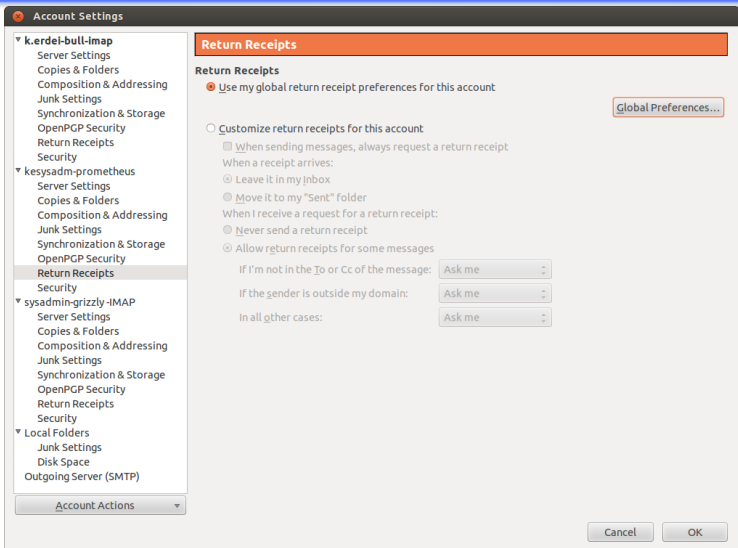 Account Settings
k.erdei-bull-imap
Server Settings
Copies & Folders
Composition & Addressing
Junk Settings
Synchronization & Storage
OpenPGP Security
Return Receipts
Security
kesysadm-prometheus
Server Settings
Copies & Folders
Composition & Addressing
Junk Settings
Synchronization & Storage
OpenPGP Security
Return Receipts
Security
sysadmin-grizzly-IMAP
Server Settings
Copies & Folders
Composition & Addressing
Junk Settings
Synchronization & Storage
OpenPGP Security
Return Receipts
Security
Local Folders
Junk Settings
Disk Space
Outgoing Server (SMTP)
Account Actions
Return Receipts
Return Receipts
Use my global return receipt preferences for this account
Global Preferences...
Customize return receipts for this account
When sending messages, always request a return receipt
When a receipt arrives:
Leave it in my Inbox
Move it to my "Sent" folder
When I receive a request for a return receipt:
Never send a return receipt
Allow return receipts for some messages
If I'm not in the To or Cc of the message: Ask me
If the sender is outside my domain: Ask me
In all other cases: Ask me
Cancel OK